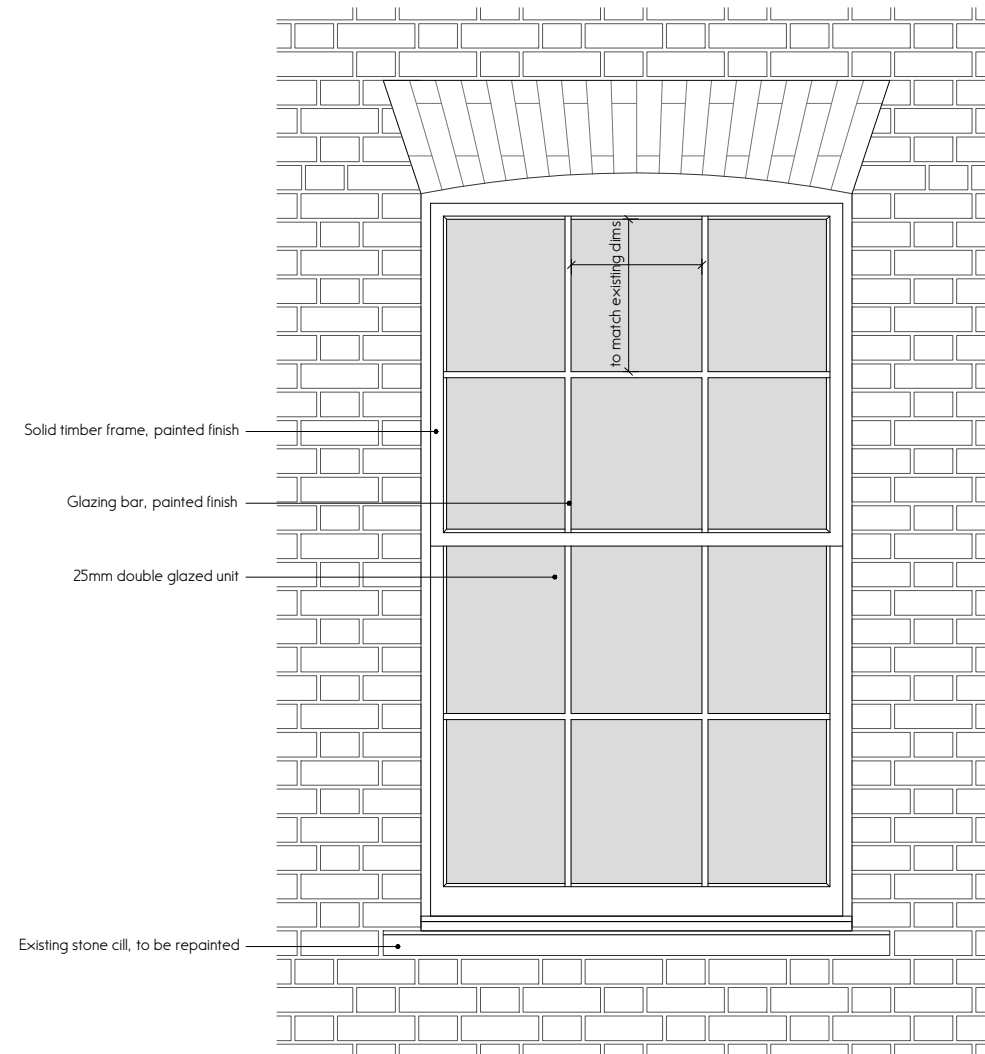 to match existing dims
Solid timber frame, painted finish
Glazing bar, painted finish
25mm double glazed unit
Existing stone cill, to be repainted